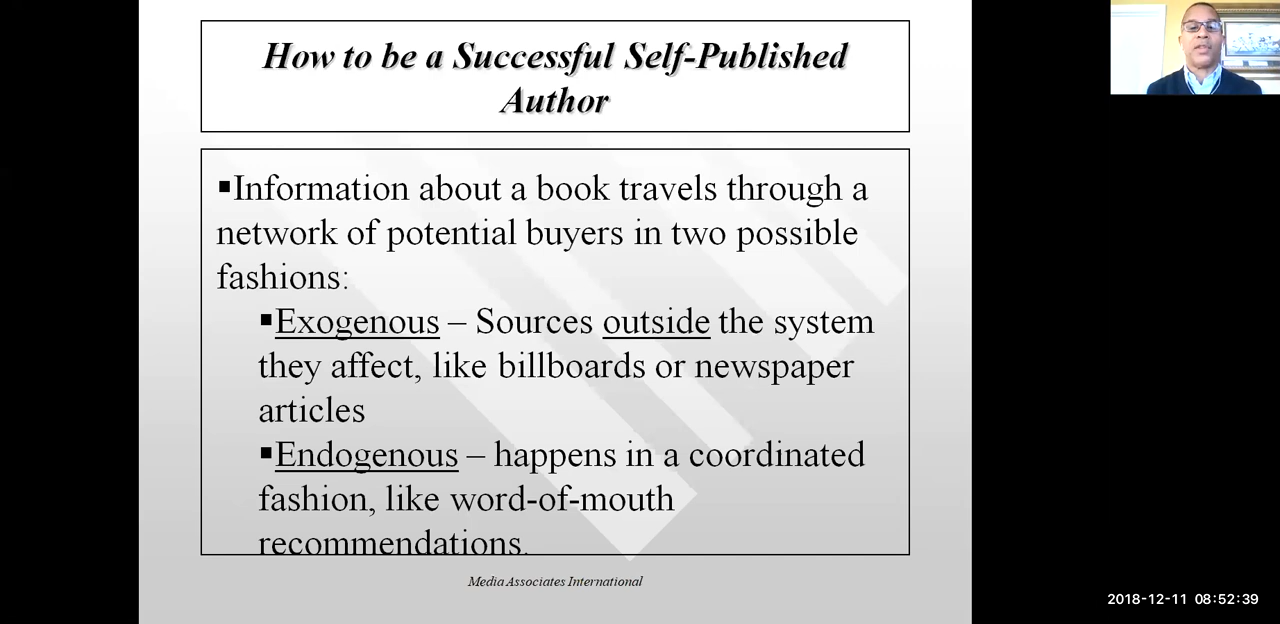 How to be a Successful Self-Published
Author
▪Information about a book travels through a
network of potential buyers in two possible
fashions:
▪Exogenous – Sources outside the system
they affect, like billboards or newspaper
articles
▪Endogenous – happens in a coordinated
fashion, like word-of-mouth
recommendations.
Media Associates International
2018-12-11 08:52:39